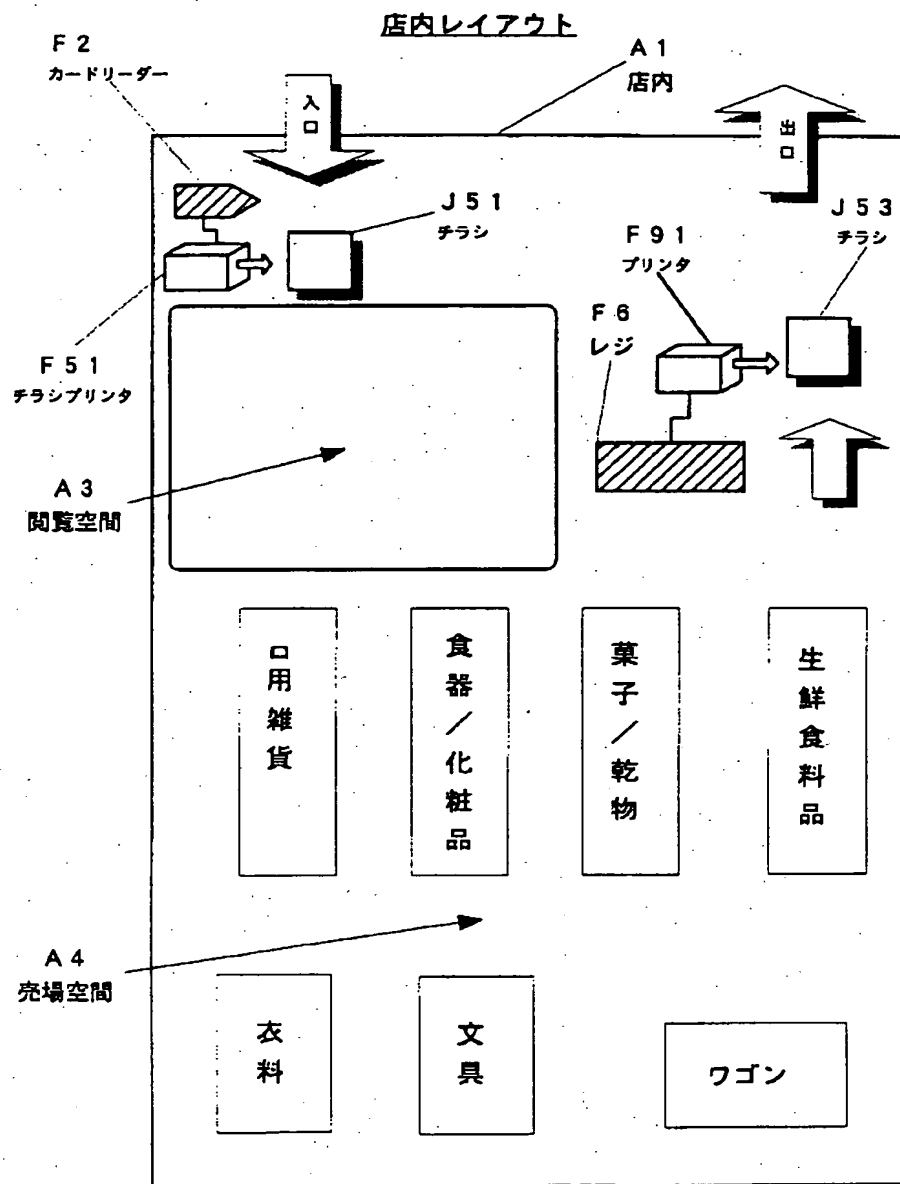 店内レイアウト
F2
カードリーダー
A1
店内
入口
出口
J51
チラシ
J53
チラシ
F91
プリンタ
F6
レジ
F51
チラシプリンタ
A3
閲覧空間
口用雑貨
食器/化粧品
菓子/乾物
生鮮食料品
A4
売場空間
衣料
文具
ワゴン